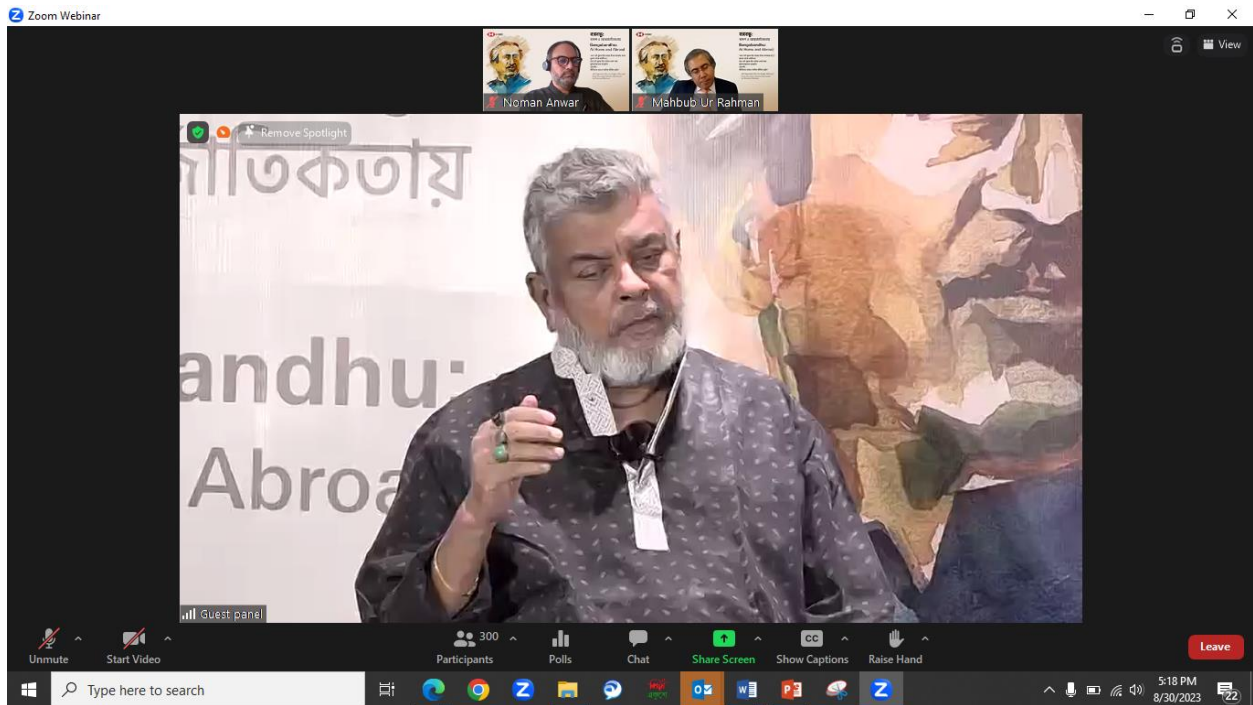 Zoom Webinar
View
Noman Anwar
Mahbub Ur Rahman
Remove Spotlight
andhu:
Abroa
Guest panel
Unmute
Start Video
300
Participants
Polls
Chat
Share Screen
CC
Show Captions
Raise Hand
Leave
Type here to search
5:18 PM
8/30/2023
22